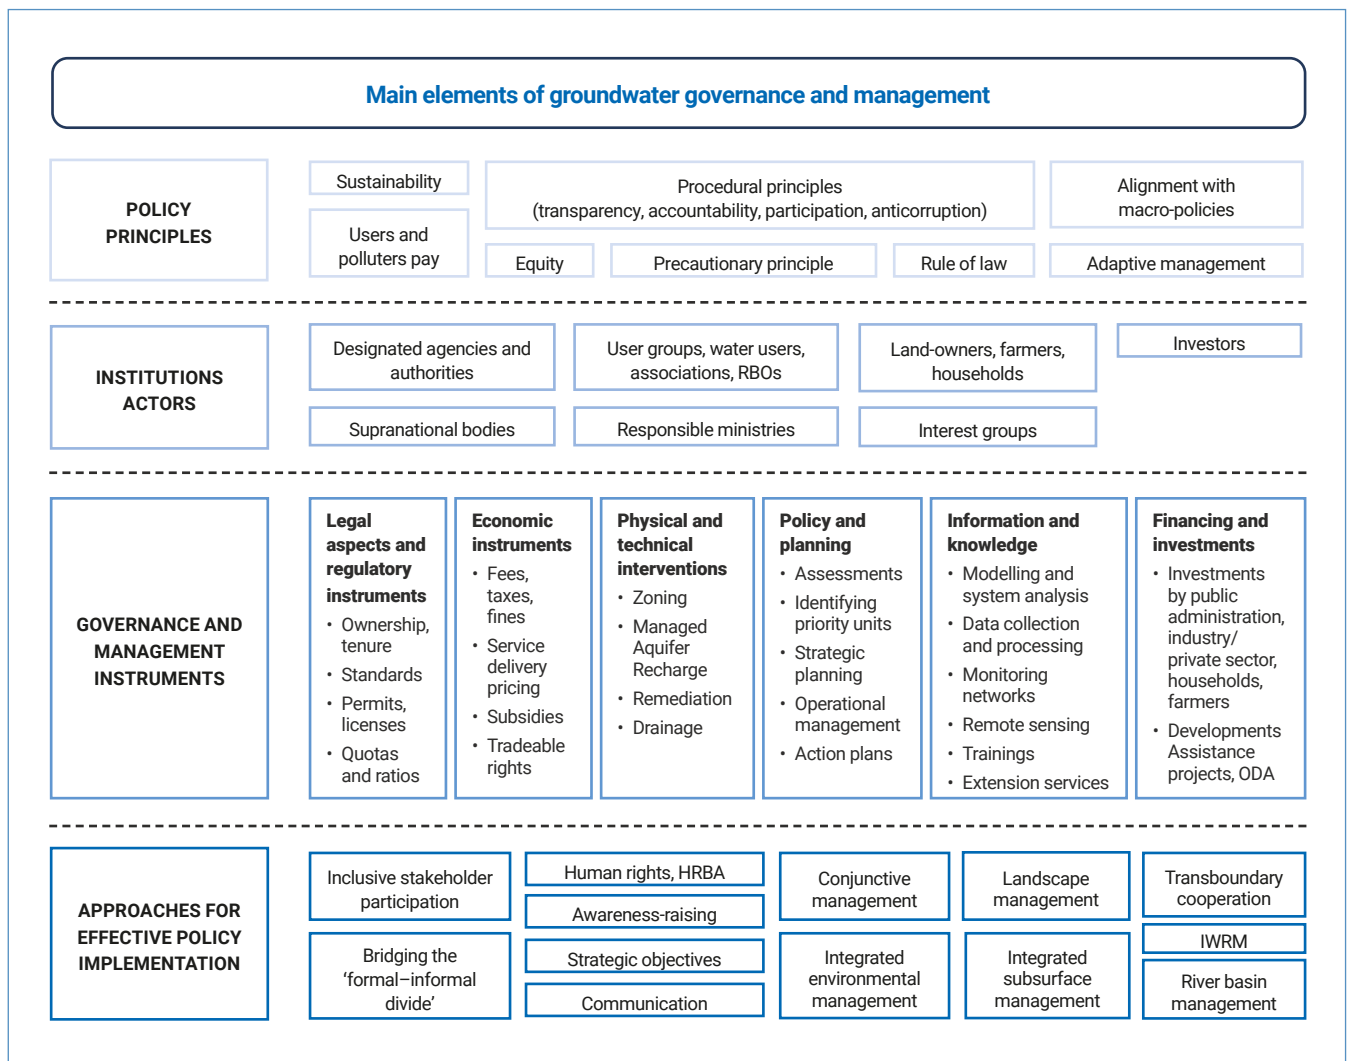 Main elements of groundwater governance and management
POLICY
PRINCIPLES
Sustainability
Users and
polluters pay
Procedural principles
(transparency, accountability, participation, anticorruption)
Equity
Precautionary principle
Rule of law
Alignment with
macro-policies
Adaptive management
INSTITUTIONS
ACTORS
Designated agencies and
authorities
User groups, water users,
associations, RBOs
Land-owners, farmers,
households
Investors
Supranational bodies
Responsible ministries
Interest groups
GOVERNANCE AND
MANAGEMENT
INSTRUMENTS
Legal
aspects and
regulatory
instruments
• Ownership,
tenure
• Standards
• Permits,
licenses
• Quotas
and ratios
Economic
instruments
• Fees,
taxes,
fines
• Service
delivery
pricing
• Subsidies
• Tradeable
rights
Physical and
technical
interventions
• Zoning
• Managed
Aquifer
Recharge
• Remediation
• Drainage
Policy and
planning
• Assessments
• Identifying
priority units
• Strategic
planning
• Operational
management
• Action plans
Information and
knowledge
• Modelling and
system analysis
• Data collection
and processing
• Monitoring
networks
• Remote sensing
• Trainings
• Extension services
Financing and
investments
• Investments
by public
administration,
industry/
private sector,
households,
farmers
• Developments
Assistance
projects, ODA
APPROACHES FOR
EFFECTIVE POLICY
IMPLEMENTATION
Inclusive stakeholder
participation
Bridging the
‘formal–informal
divide’
Human rights, HRBA
Awareness-raising
Strategic objectives
Communication
Conjunctive
management
Integrated
environmental
management
Landscape
management
Integrated
subsurface
management
Transboundary
cooperation
IWRM
River basin
management